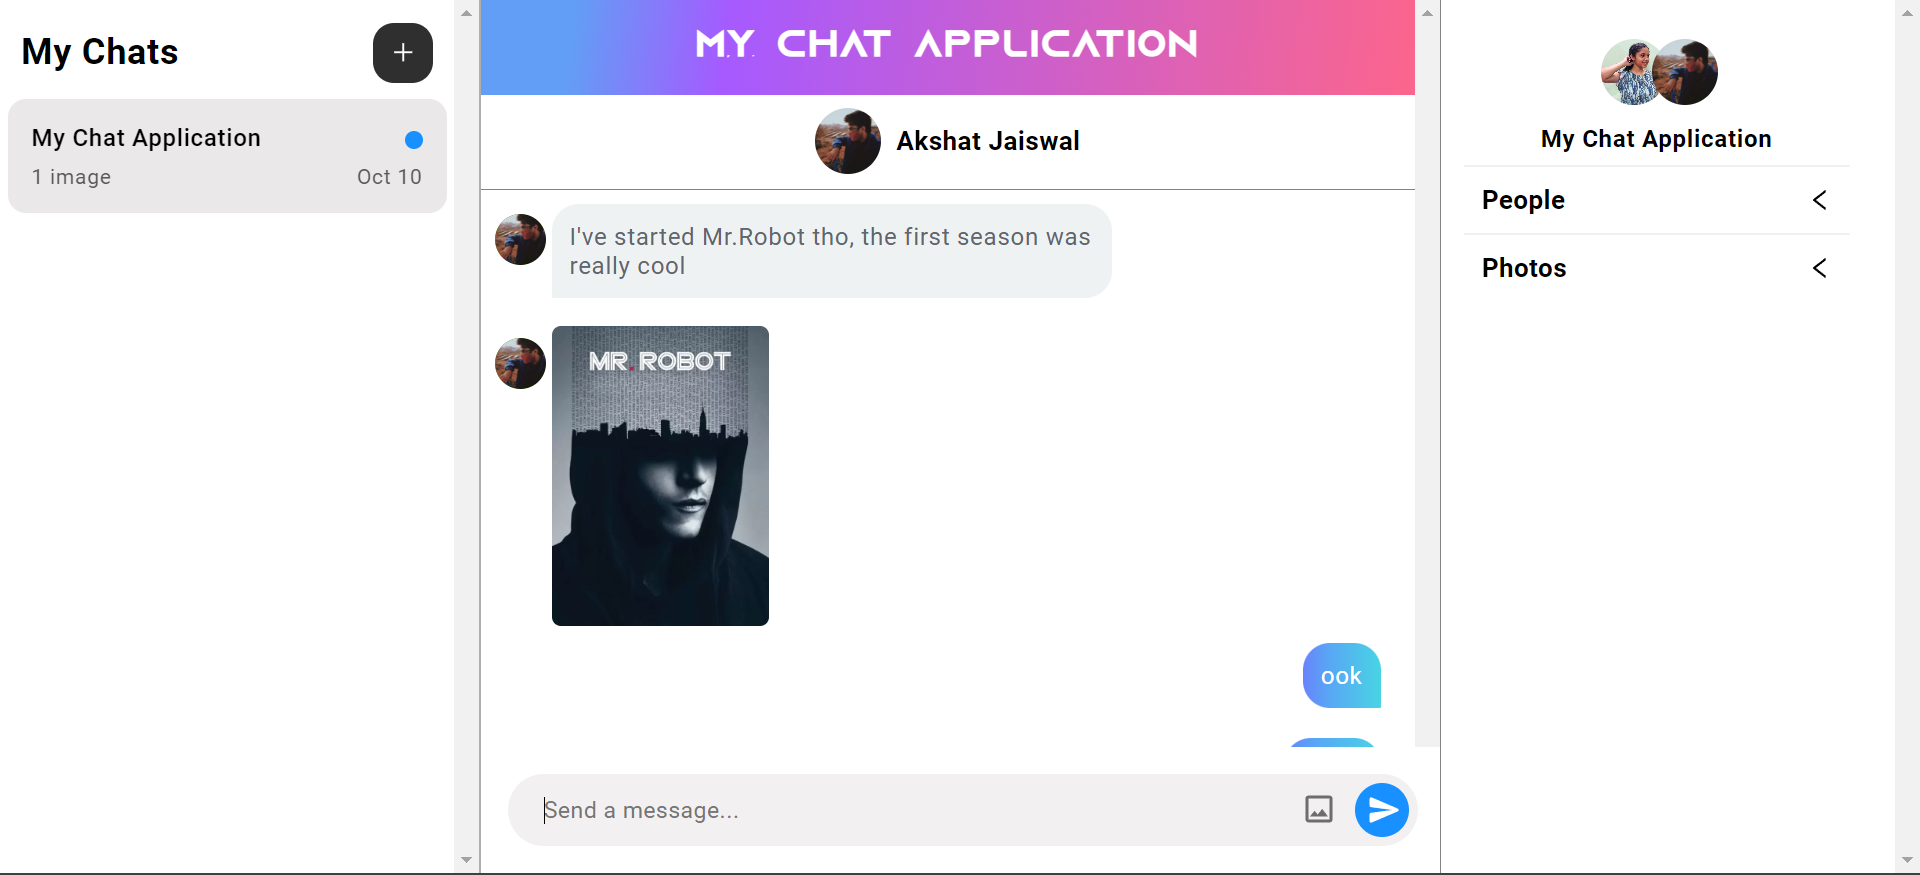 My Chats
+
My Chat Application
1 image
Oct 10
MY CHAT APPLICATION
Akshat Jaiswal
I've started Mr.Robot tho, the first season was
really cool
MR.ROBOT
ook
Send a message...
My Chat Application
People
Photos